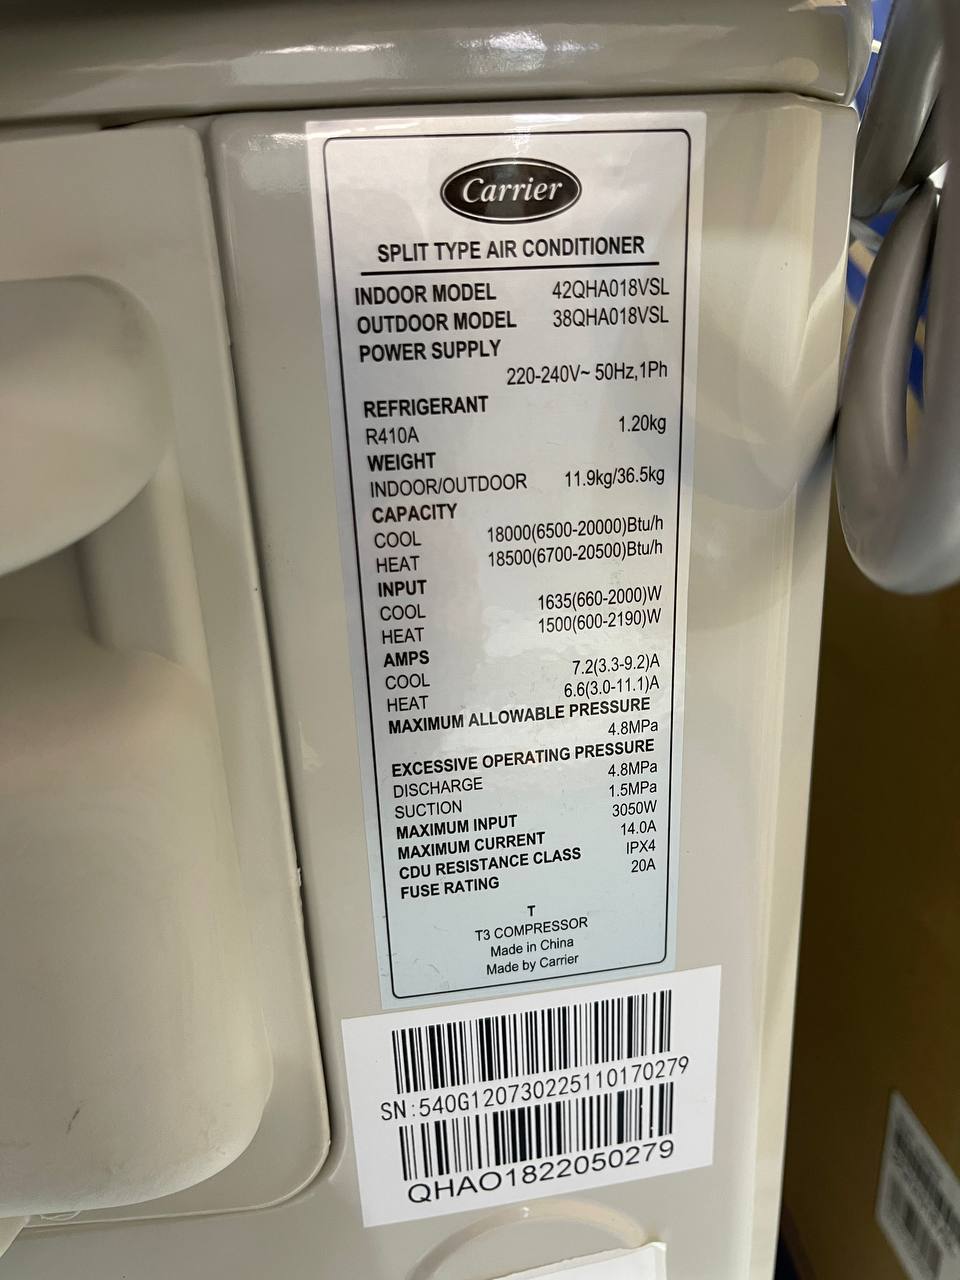 Carrier
SPLIT TYPE AIR CONDITIONER
INDOOR MODEL 42QHA018VSL
OUTDOOR MODEL 38QHA018VSL
POWER SUPPLY
220-240V~ 50Hz,1Ph
REFRIGERANT
R410A 1.20kg
WEIGHT
INDOOR/OUTDOOR 11.9kg/36.5kg
CAPACITY
COOL 18000(6500-20000)Btu/h
HEAT 18500(6700-20500)Btu/h
INPUT
COOL 1635(660-2000)W
HEAT 1500(600-2190)W
AMPS
COOL 7.2(3.3-9.2)A
HEAT 6.6(3.0-11.1)A
MAXIMUM ALLOWABLE PRESSURE
4.8MPa
EXCESSIVE OPERATING PRESSURE
DISCHARGE 4.8MPa
SUCTION 1.5MPa
MAXIMUM INPUT 3050W
MAXIMUM CURRENT 14.0A
CDU RESISTANCE CLASS IPX4
FUSE RATING 20A
T
T3 COMPRESSOR
Made in China
Made by Carrier
SN:540G120730225110170279
QHAO1822050279